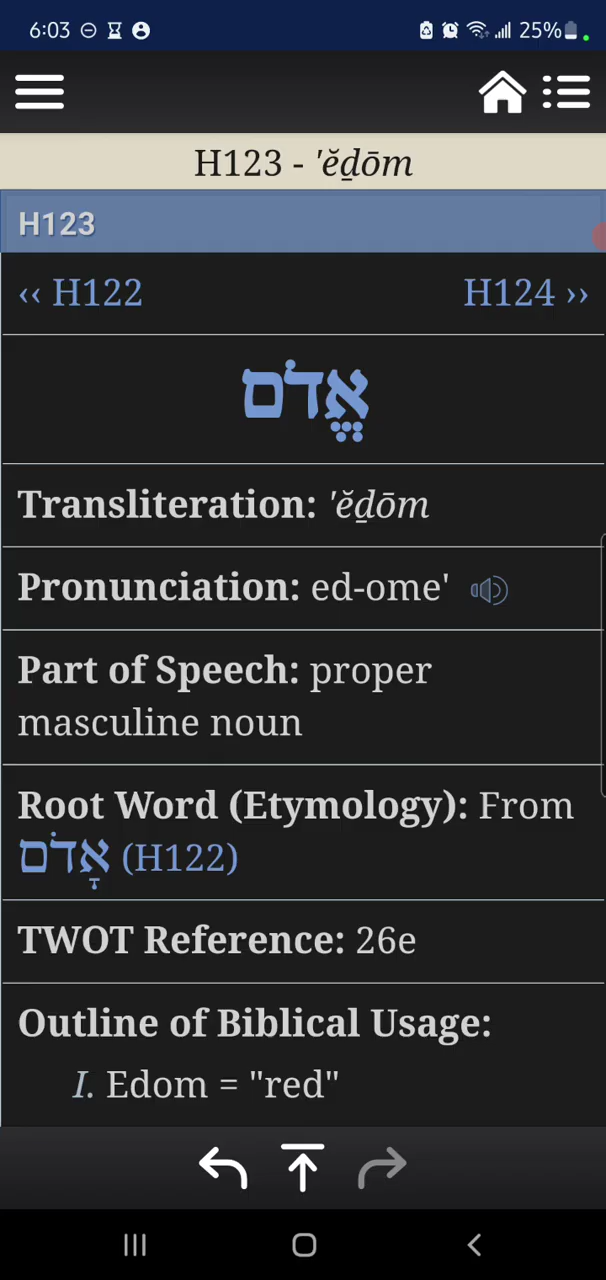 6:03 25%
H123 - 'ĕḏōm
H123
‹‹ H122 H124 ››
אֱדֹם
Transliteration: 'ĕḏōm
Pronunciation: ed-ome'
Part of Speech: proper
masculine noun
Root Word (Etymology): From
אָדֹם (H122)
TWOT Reference: 26e
Outline of Biblical Usage:
I. Edom = "red"